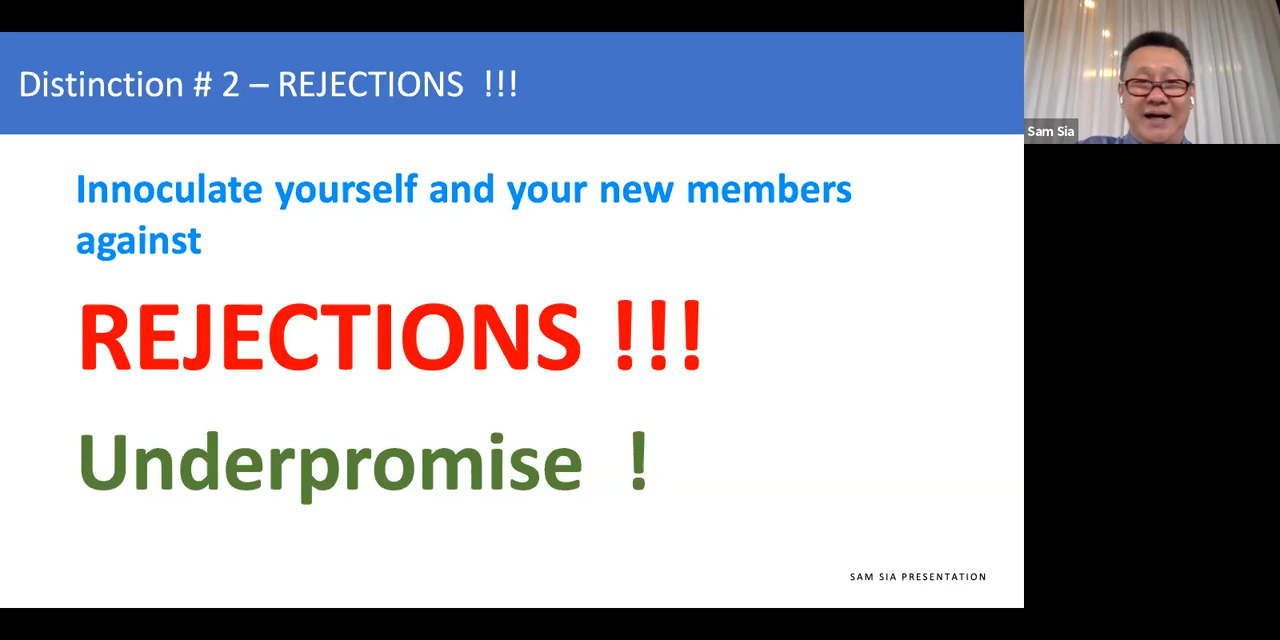 Distinction # 2 – REJECTIONS !!!
Sam Sia
Innoculate yourself and your new members
against
REJECTIONS !!!
Underpromise !
SAM SIA PRESENTATION